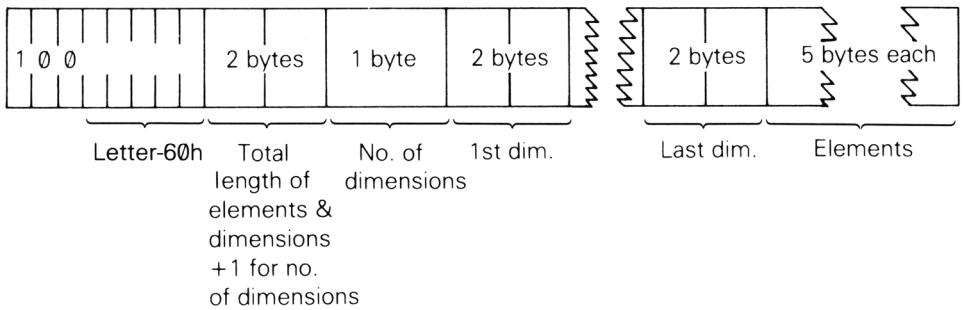 1 0 0 2 bytes 1 byte 2 bytes 2 bytes 5 bytes each
Letter-60h Total No. of 1st dim. Last dim. Elements
length of dimensions
elements &
dimensions
+1 for no.
of dimensions